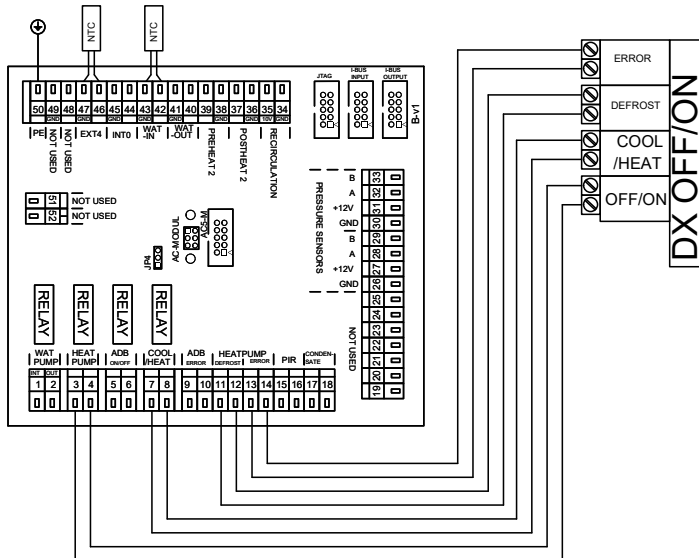 NTC
NTC
ERROR
DEFROST
COOL
/HEAT
OFF/ON
DX OFF/ON
JTAG
I-BUS
INPUT
I-BUS
OUTPUT
I-B-V1
50 49 48 47 46 45 44 43 42 41 40 39 38 37 36 35 34
GND GND GND GND GND GND 10V GND
PE
NOT USED
NOT USED
EXT4
INT0
WAT
-IN
WAT
-OUT
PREHEAT 2
POSTHEAT 2
RECIRCULATION
51 NOT USED
52 NOT USED
AC-MODUL
AC5-M
JP4
PRESSURE SENSORS
B 33
A 32
+12V 31
GND 30
B 29
A 28
+12V 27
GND 26
25
24
23
22
21
20
19
NOT USED
RELAY
RELAY
RELAY
RELAY
WAT
PUMP
HEAT
PUMP
ADB
ON/OFF
COOL
/HEAT
ADB
ERROR
HEATPUMP
DEFROST
ERROR
PIR
CONDEN-
SATE
INT OUT
1 2 3 4 5 6 7 8 9 10 11 12 13 14 15 16 17 18